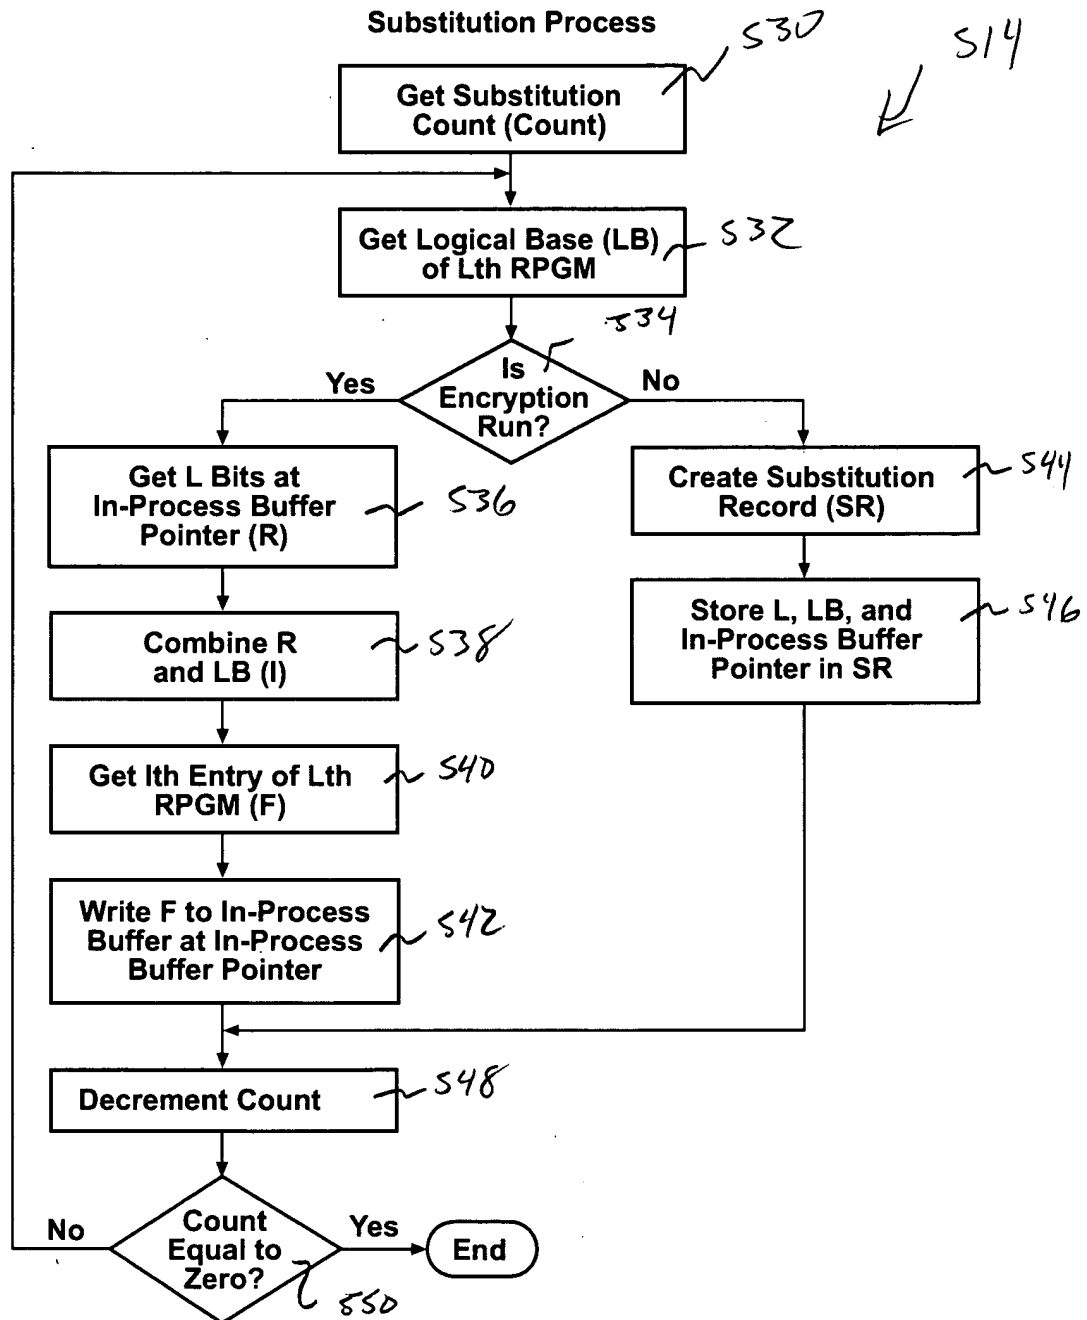 Substitution Process
530
514
Get Substitution
Count (Count)
Get Logical Base (LB)
of Lth RPGM
532
534
Is
Encryption
Run?
Yes
No
Get L Bits at
In-Process Buffer
Pointer (R)
536
Create Substitution
Record (SR)
544
Combine R
and LB (I)
538
Store L, LB, and
In-Process Buffer
Pointer in SR
546
Get Ith Entry of Lth
RPGM (F)
540
Write F to In-Process
Buffer at In-Process
Buffer Pointer
542
Decrement Count
548
Count
Equal to
Zero?
No
Yes
End
550